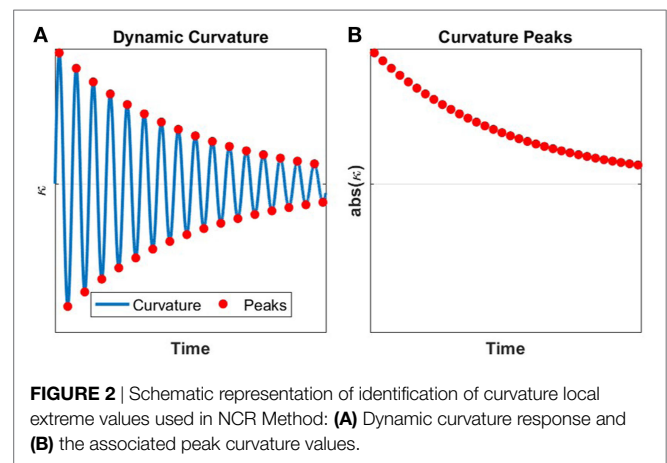 A
Dynamic Curvature
κ
Curvature
Peaks
Time
B
Curvature Peaks
abs(κ)
Time
FIGURE 2 | Schematic representation of identification of curvature local
extreme values used in NCR Method: (A) Dynamic curvature response and
(B) the associated peak curvature values.